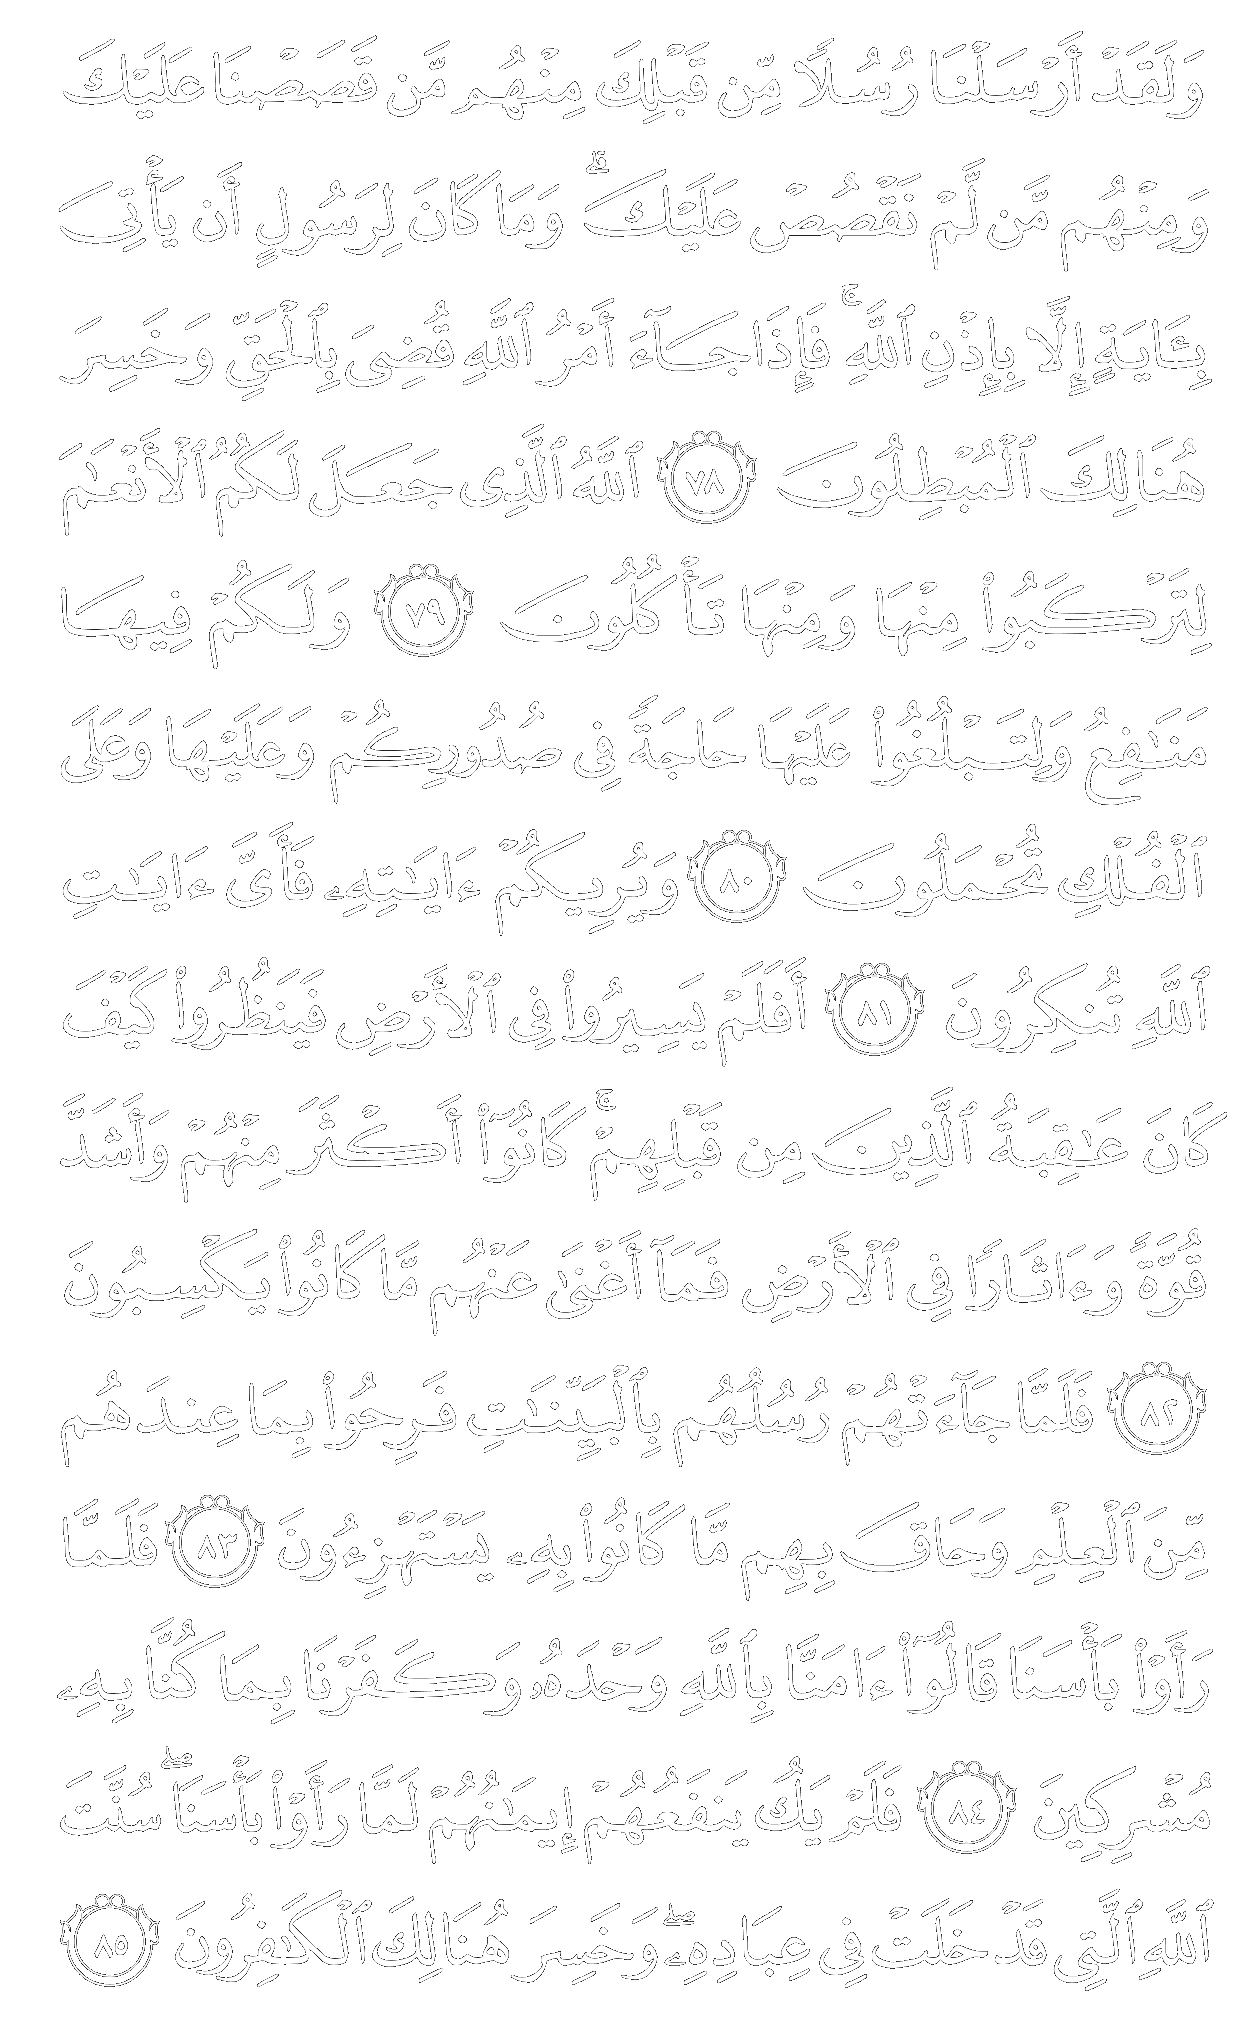 وَلَقَدْ أَرْسَلْنَا رُسُلًا مِّن قَبْلِكَ مِنْهُم مَّن قَصَصْنَا عَلَيْكَ
وَمِنْهُم مَّن لَّمْ نَقْصُصْ عَلَيْكَ ۗ وَمَا كَانَ لِرَسُولٍ أَن يَأْتِىَ
بِـَٔايَةٍ إِلَّا بِإِذْنِ ٱللَّهِ ۚ فَإِذَا جَآءَ أَمْرُ ٱللَّهِ قُضِىَ بِٱلْحَقِّ وَخَسِرَ
هُنَالِكَ ٱلْمُبْطِلُونَ ٧٨ ٱللَّهُ ٱلَّذِى جَعَلَ لَكُمُ ٱلْأَنْعَـٰمَ
لِتَرْكَبُوا۟ مِنْهَا وَمِنْهَا تَأْكُلُونَ ٧٩ وَلَكُمْ فِيهَا
مَنَـٰفِعُ وَلِتَبْلُغُوا۟ عَلَيْهَا حَاجَةً فِى صُدُورِكُمْ وَعَلَيْهَا وَعَلَى
ٱلْفُلْكِ تُحْمَلُونَ ٨٠ وَيُرِيكُمْ ءَايَـٰتِهِۦ فَأَىَّ ءَايَـٰتِ
ٱللَّهِ تُنكِرُونَ ٨١ أَفَلَمْ يَسِيرُوا۟ فِى ٱلْأَرْضِ فَيَنظُرُوا۟ كَيْفَ
كَانَ عَـٰقِبَةُ ٱلَّذِينَ مِن قَبْلِهِمْ ۚ كَانُوٓا۟ أَكْثَرَ مِنْهُمْ وَأَشَدَّ
قُوَّةً وَءَاثَارًا فِى ٱلْأَرْضِ فَمَآ أَغْنَىٰ عَنْهُم مَّا كَانُوا۟ يَكْسِبُونَ
٨٢ فَلَمَّا جَآءَتْهُمْ رُسُلُهُم بِٱلْبَيِّنَـٰتِ فَرِحُوا۟ بِمَا عِندَهُم
مِّنَ ٱلْعِلْمِ وَحَاقَ بِهِم مَّا كَانُوا۟ بِهِۦ يَسْتَهْزِءُونَ ٨٣ فَلَمَّا
رَأَوْا۟ بَأْسَنَا قَالُوٓا۟ ءَامَنَّا بِٱللَّهِ وَحْدَهُۥ وَكَفَرْنَا بِمَا كُنَّا بِهِۦ
مُشْرِكِينَ ٨٤ فَلَمْ يَكُ يَنفَعُهُمْ إِيمَـٰنُهُمْ لَمَّا رَأَوْا۟ بَأْسَنَا ۖ سُنَّتَ
ٱللَّهِ ٱلَّتِى قَدْ خَلَتْ فِى عِبَادِهِۦ ۖ وَخَسِرَ هُنَالِكَ ٱلْكَـٰفِرُونَ ٨٥